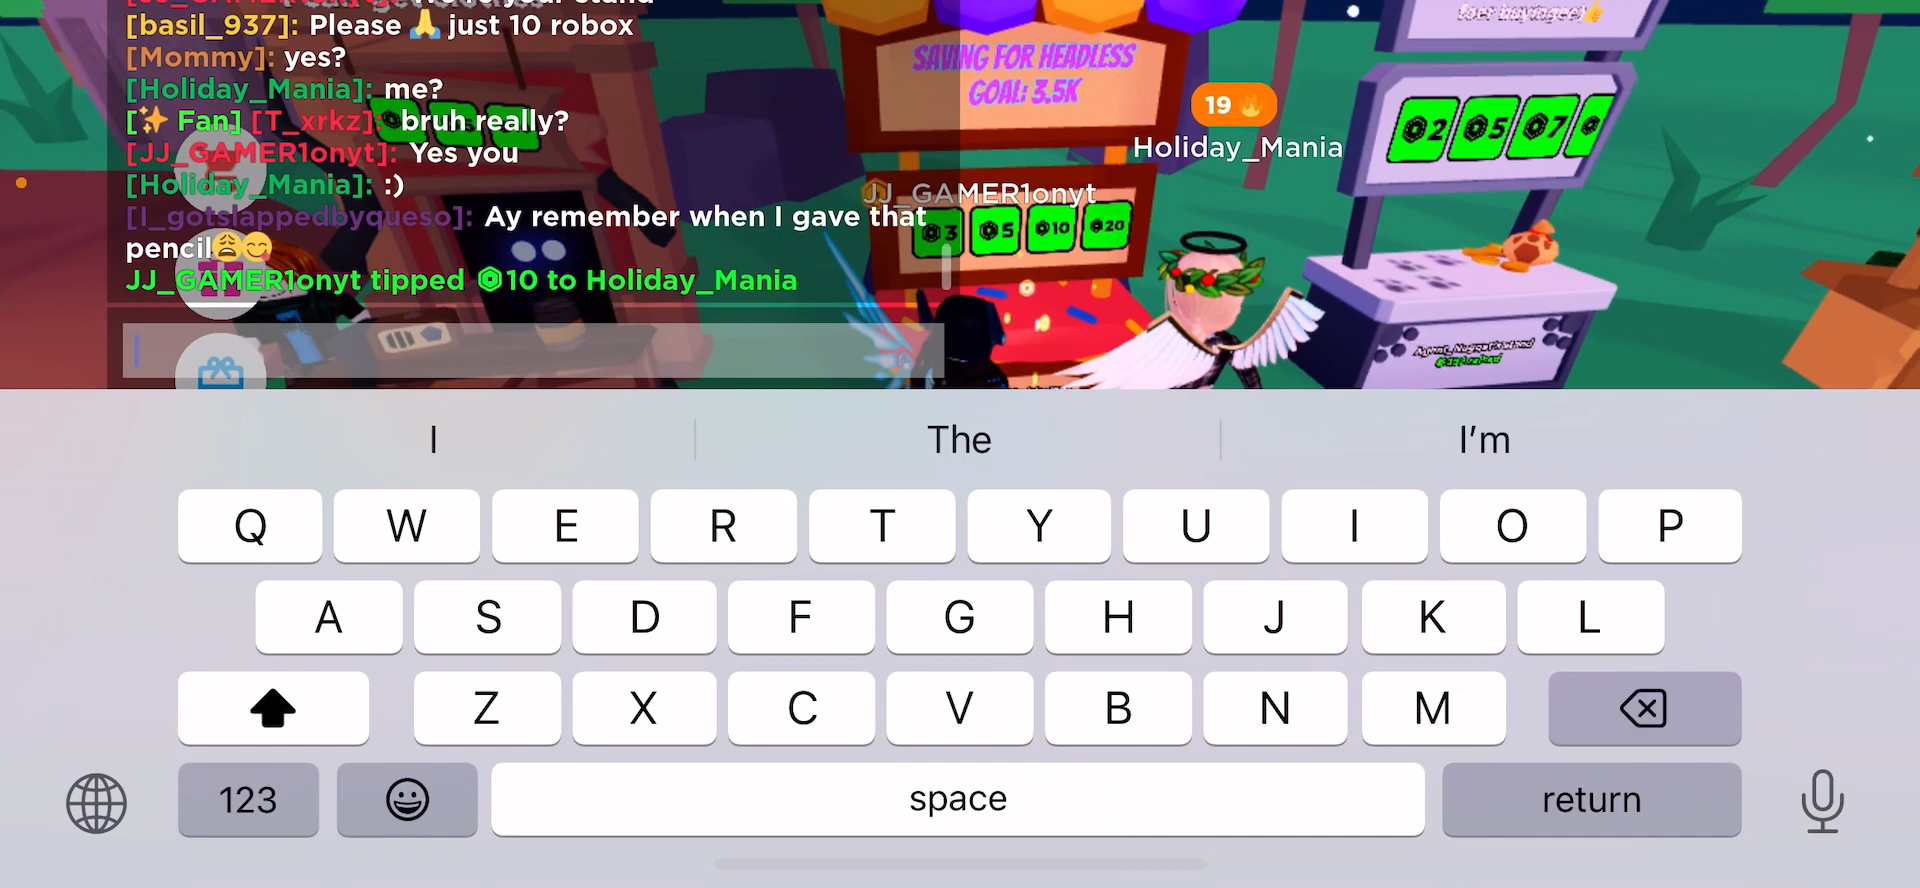 [basil_937]: Please 🙏 just 10 robox
[Mommy]: yes?
[Holiday_Mania]: me?
[✨ Fan] [T_xrkz]: bruh really?
[JJ_GAMER1onyt]: Yes you
[Holiday_Mania]: :)
[I_gotslappedbyqueso]: Ay remember when I gave that
pencil😩😋
JJ_GAMER1onyt tipped 10 to Holiday_Mania
SAVING FOR HEADLESS
GOAL: 3.5K
19 🔥
Holiday_Mania
JJ_GAMER1onyt
3 5 10 20
2 5 7
I The I'm
Q W E R T Y U I O P
A S D F G H J K L
Z X C V B N M
123 space return